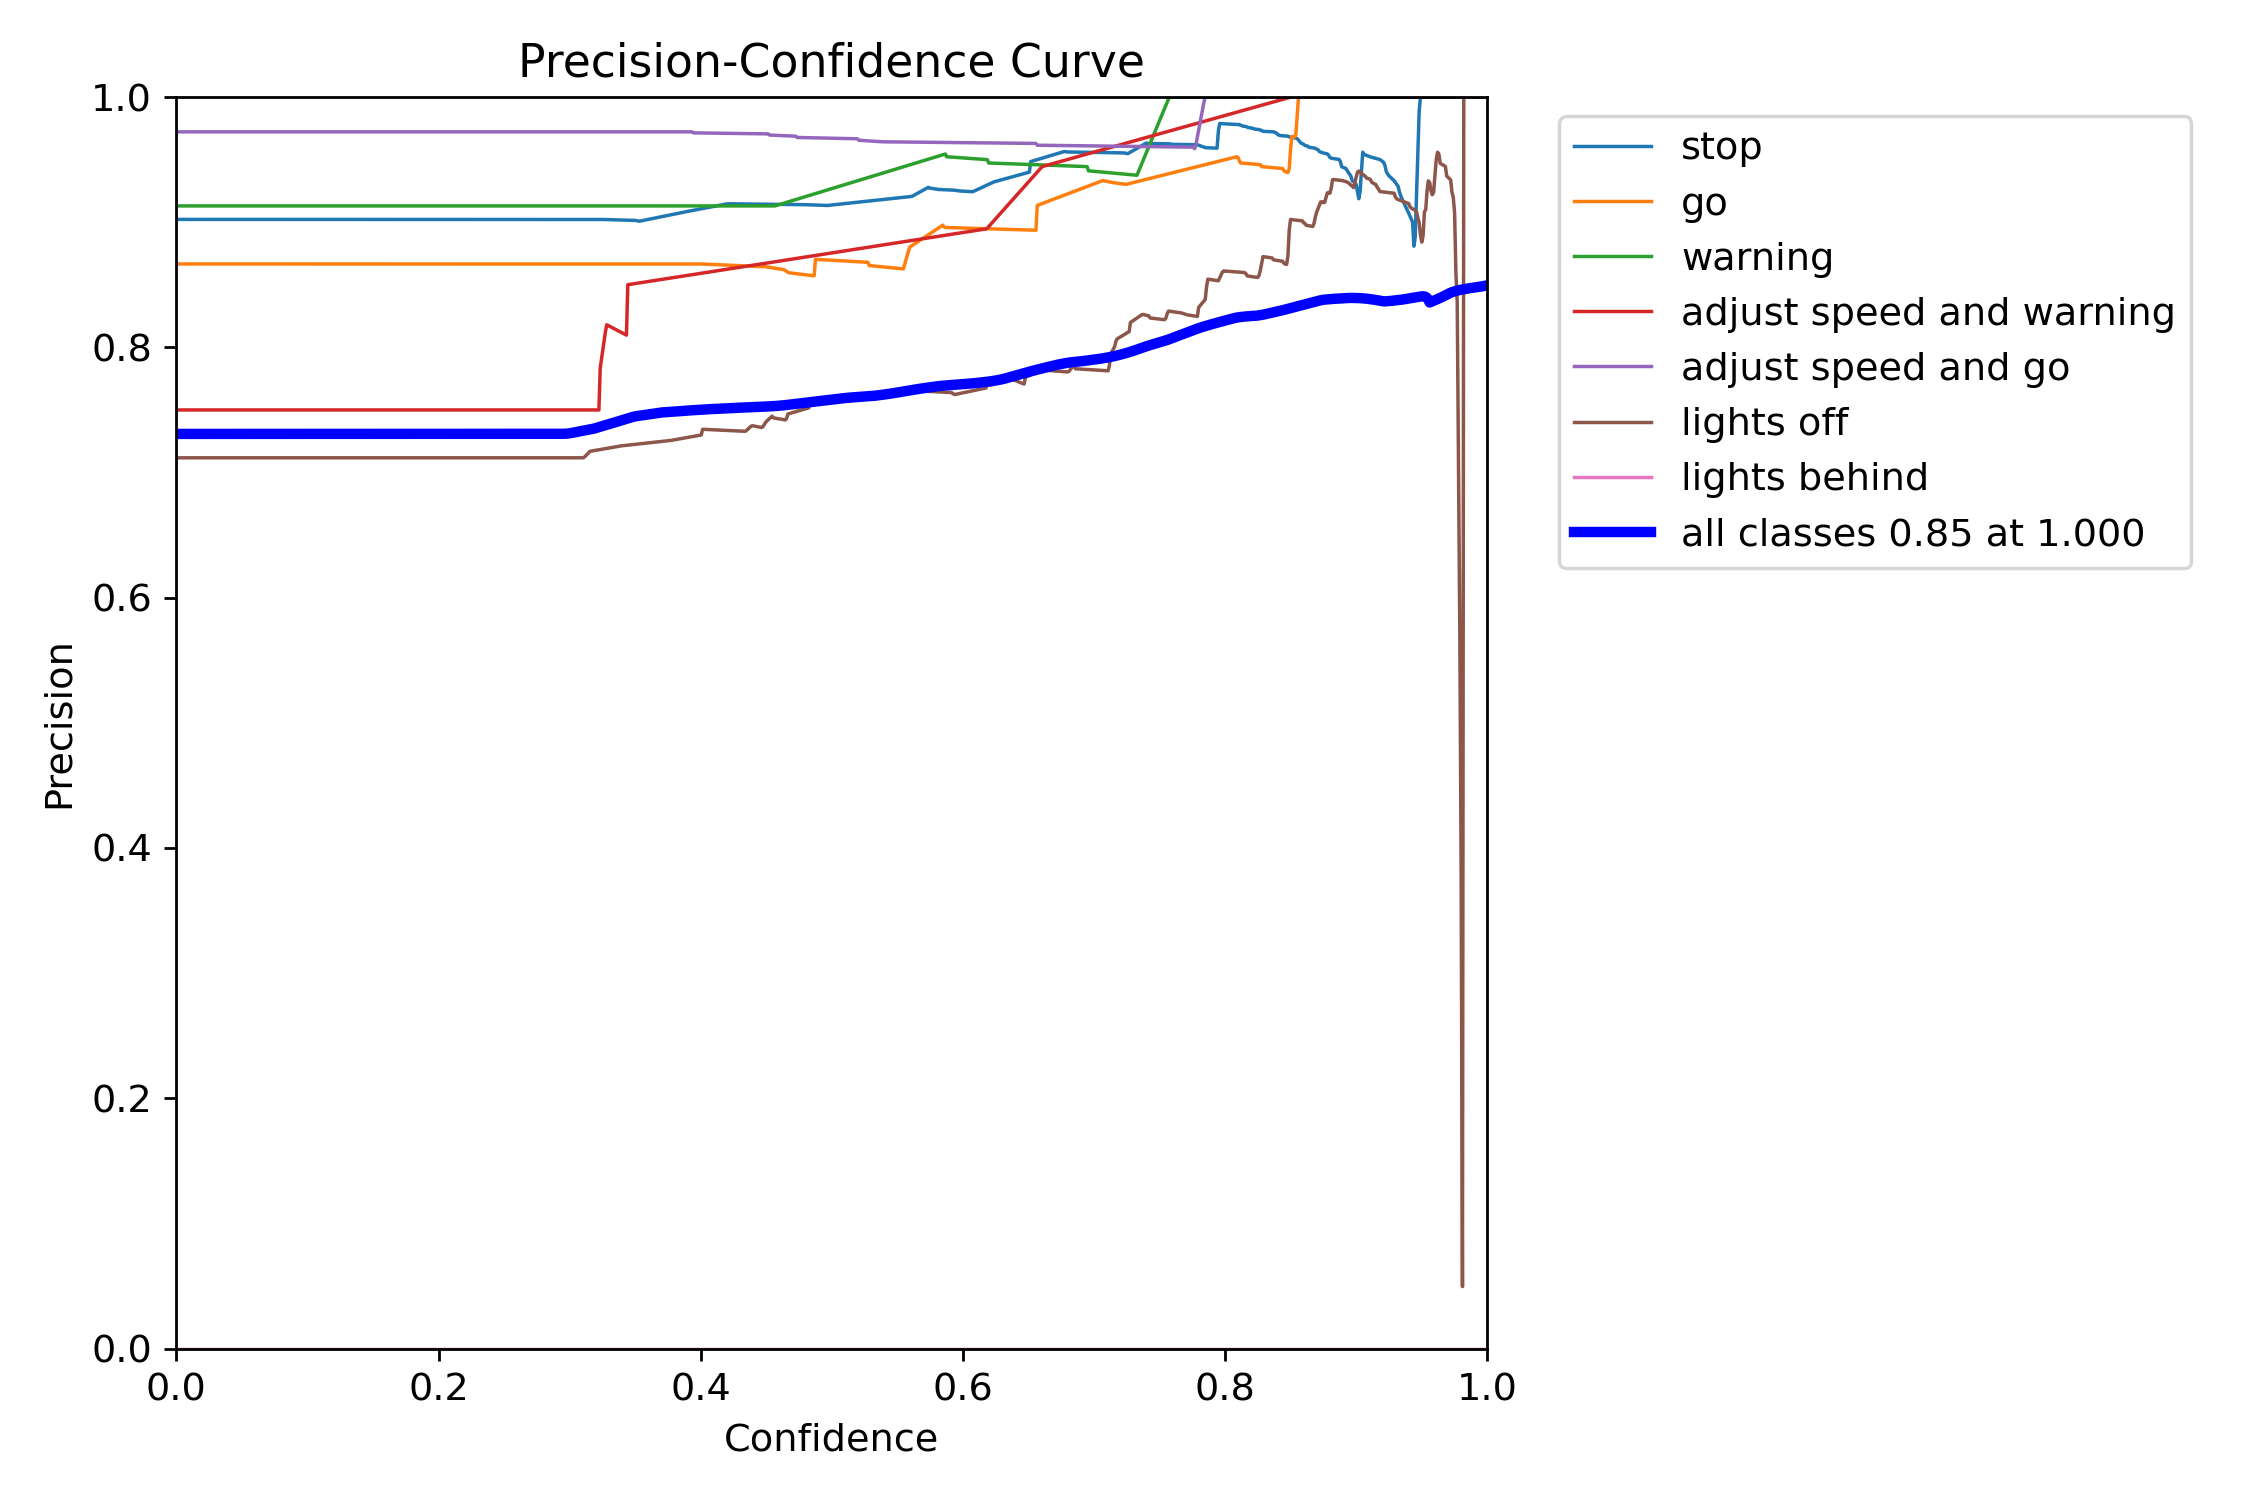 Precision-Confidence Curve
1.0
0.8
0.6
0.4
0.2
0.0
Precision
0.0 0.2 0.4 0.6 0.8 1.0
Confidence
stop
go
warning
adjust speed and warning
adjust speed and go
lights off
lights behind
all classes 0.85 at 1.000